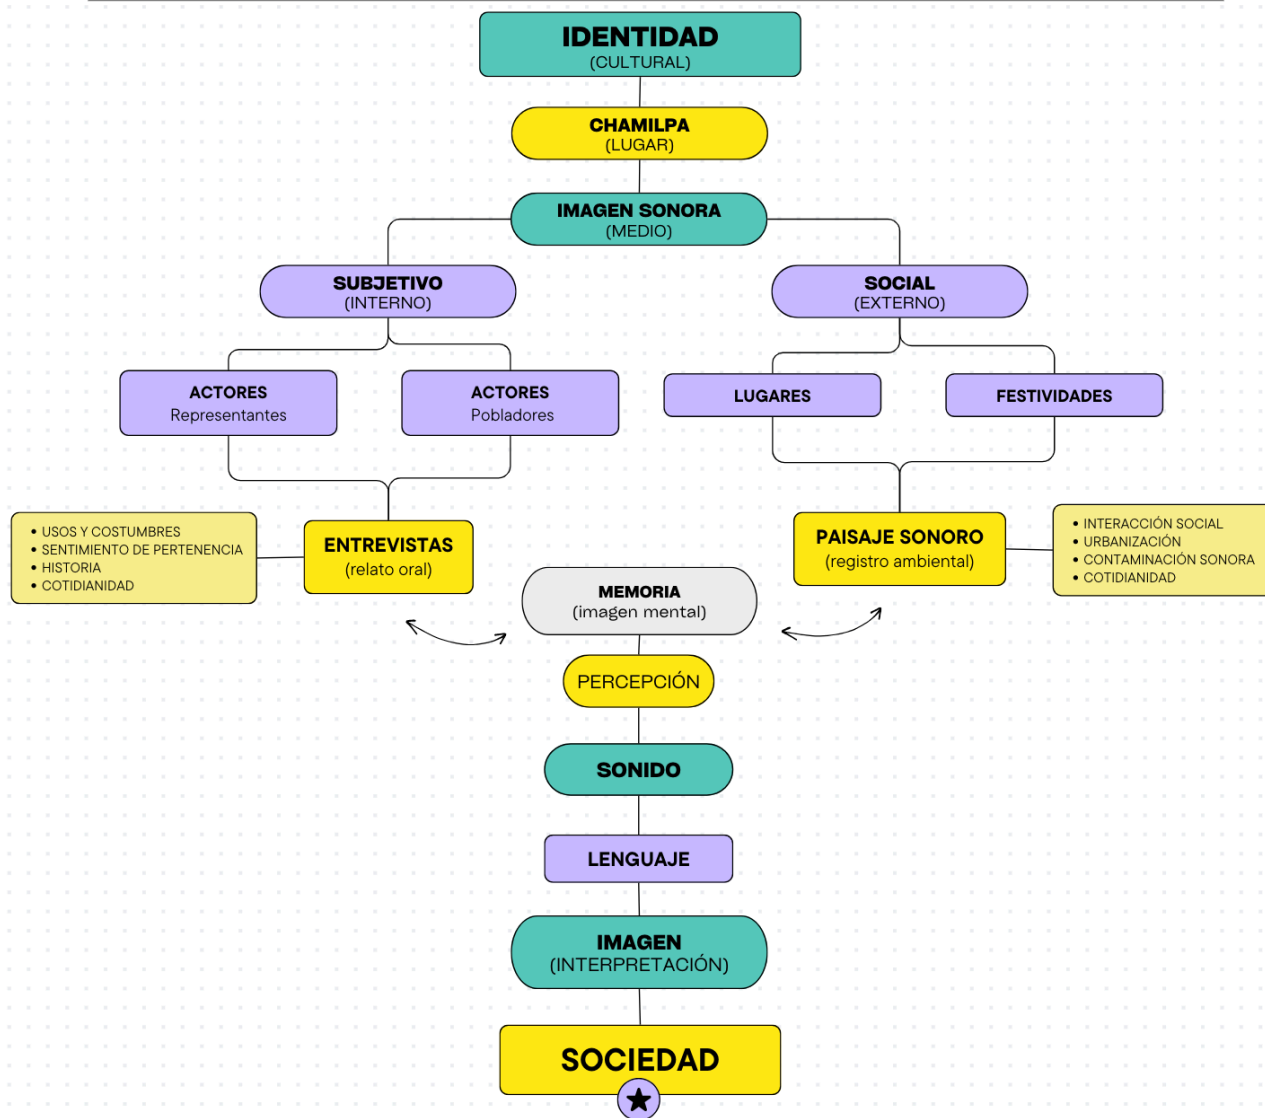 IDENTIDAD
(CULTURAL)
CHAMILPA
(LUGAR)
IMAGEN SONORA
(MEDIO)
SUBJETIVO
(INTERNO)
SOCIAL
(EXTERNO)
ACTORES
Representantes
ACTORES
Pobladores
LUGARES
FESTIVIDADES
• USOS Y COSTUMBRES
• SENTIMIENTO DE PERTENENCIA
• HISTORIA
• COTIDIANIDAD
ENTREVISTAS
(relato oral)
PAISAJE SONORO
(registro ambiental)
• INTERACCIÓN SOCIAL
• URBANIZACIÓN
• CONTAMINACIÓN SONORA
• COTIDIANIDAD
MEMORIA
(imagen mental)
PERCEPCIÓN
SONIDO
LENGUAJE
IMAGEN
(INTERPRETACIÓN)
SOCIEDAD